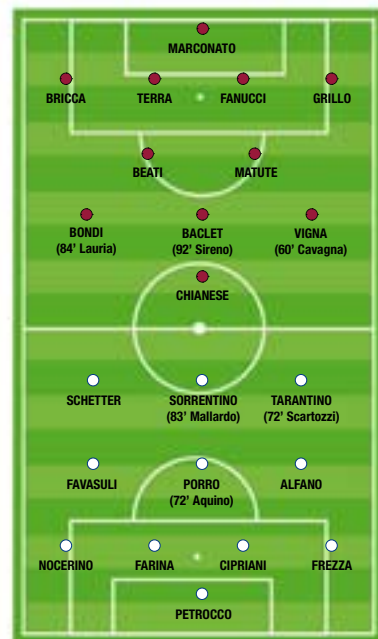 MARCONATO
BRICCA TERRA FANUCCI GRILLO
BEATI MATUTE
BONDI BACLET VIGNA
(84’ Lauria) (92’ Sireno) (60’ Cavagna)
CHIANESE
SCHETTER SORRENTINO TARANTINO
(83’ Mallardo) (72’ Scartozzi)
FAVASULI PORRO ALFANO
(72’ Aquino)
NOCERINO FARINA CIPRIANI FREZZA
PETROCCO